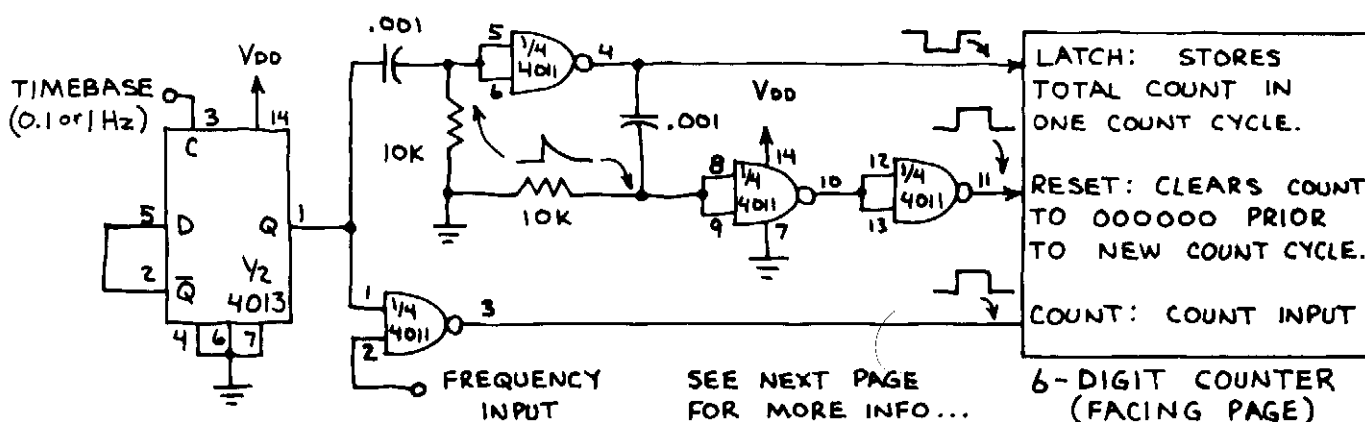 .001
VDD
TIMEBASE
(0.1 or 1 Hz)
3
14
C
5
D
Q
1
2
Q̅
1/2
4013
4
6
7
10K
5
6
1/4
4011
4
.001
10K
VDD
14
8
9
1/4
4011
7
10
12
13
1/4
4011
11
1
2
1/4
4011
3
FREQUENCY
INPUT
SEE NEXT PAGE
FOR MORE INFO...
LATCH: STORES
TOTAL COUNT IN
ONE COUNT CYCLE.
RESET: CLEARS COUNT
TO 000000 PRIOR
TO NEW COUNT CYCLE.
COUNT: COUNT INPUT
6-DIGIT COUNTER
(FACING PAGE)